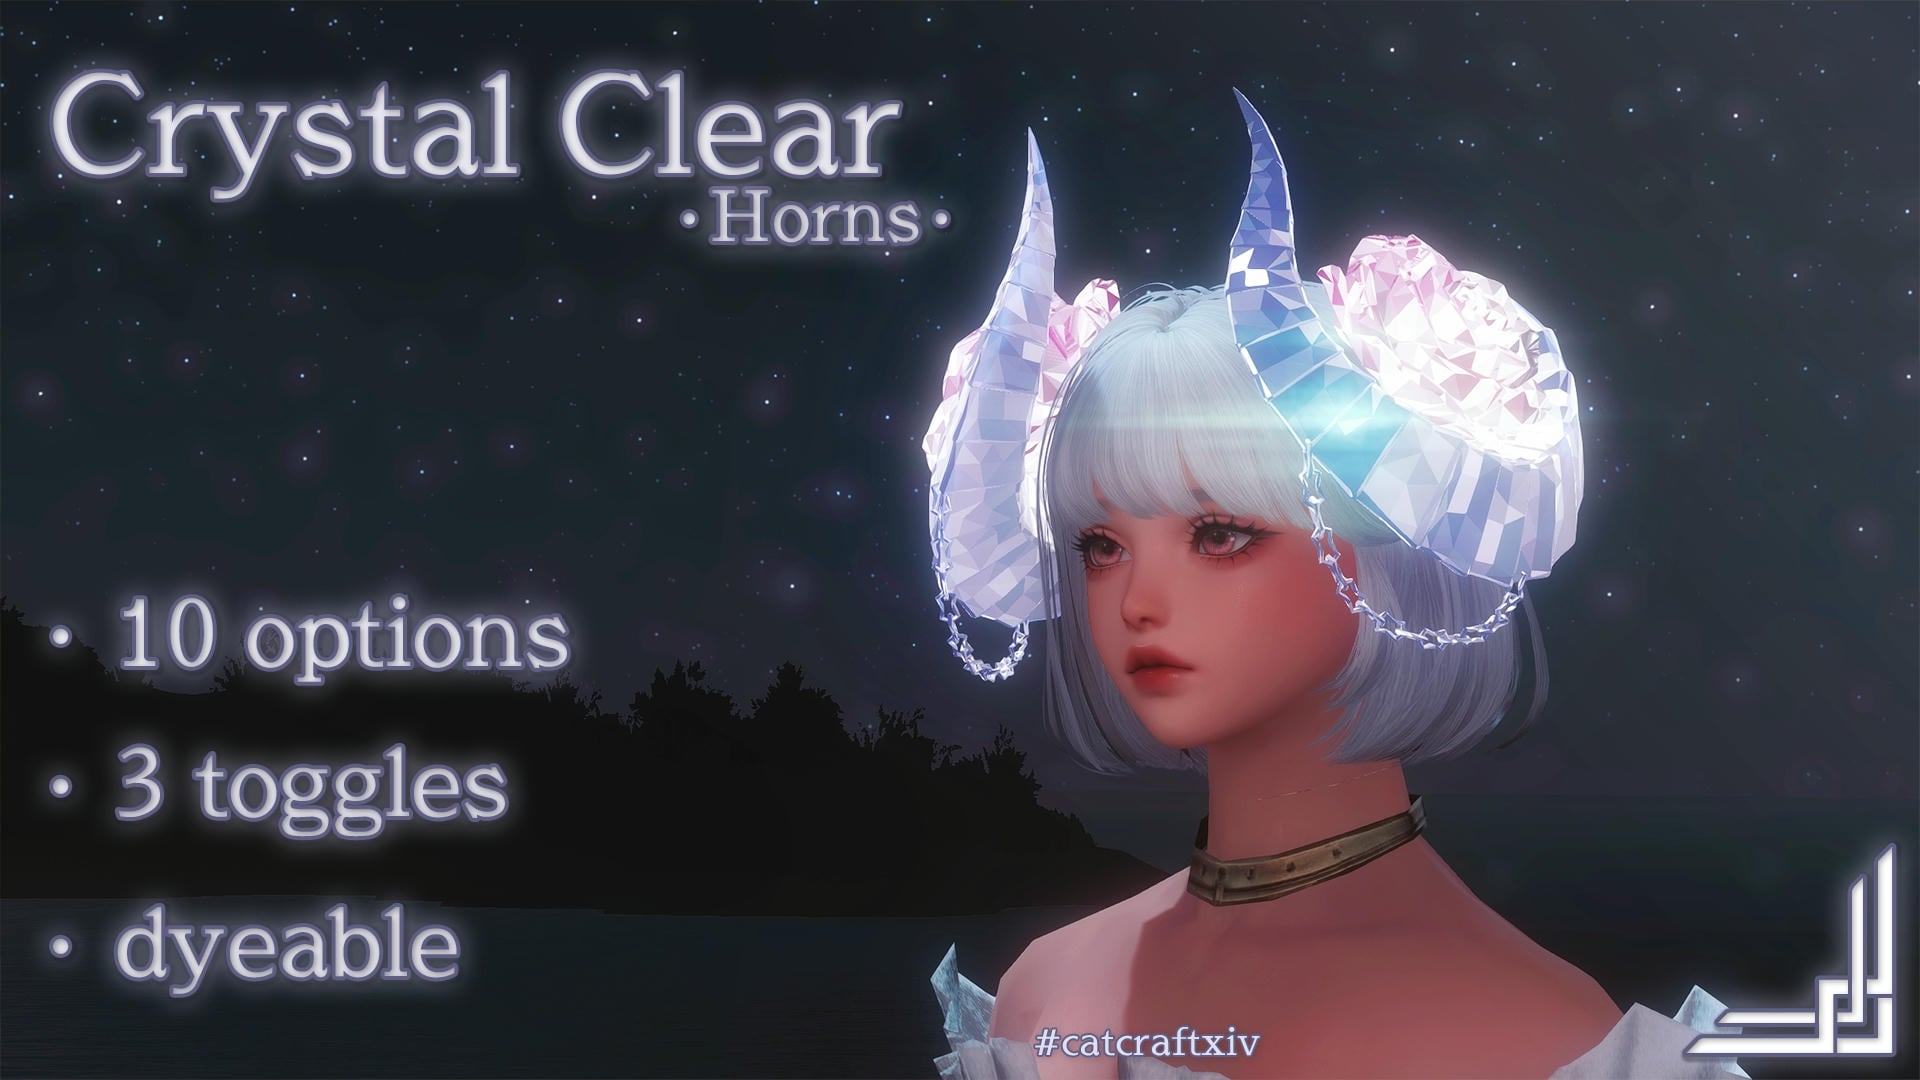 Crystal Clear
• Horns •
• 10 options
• 3 toggles
• dyeable
#catcraftxiv